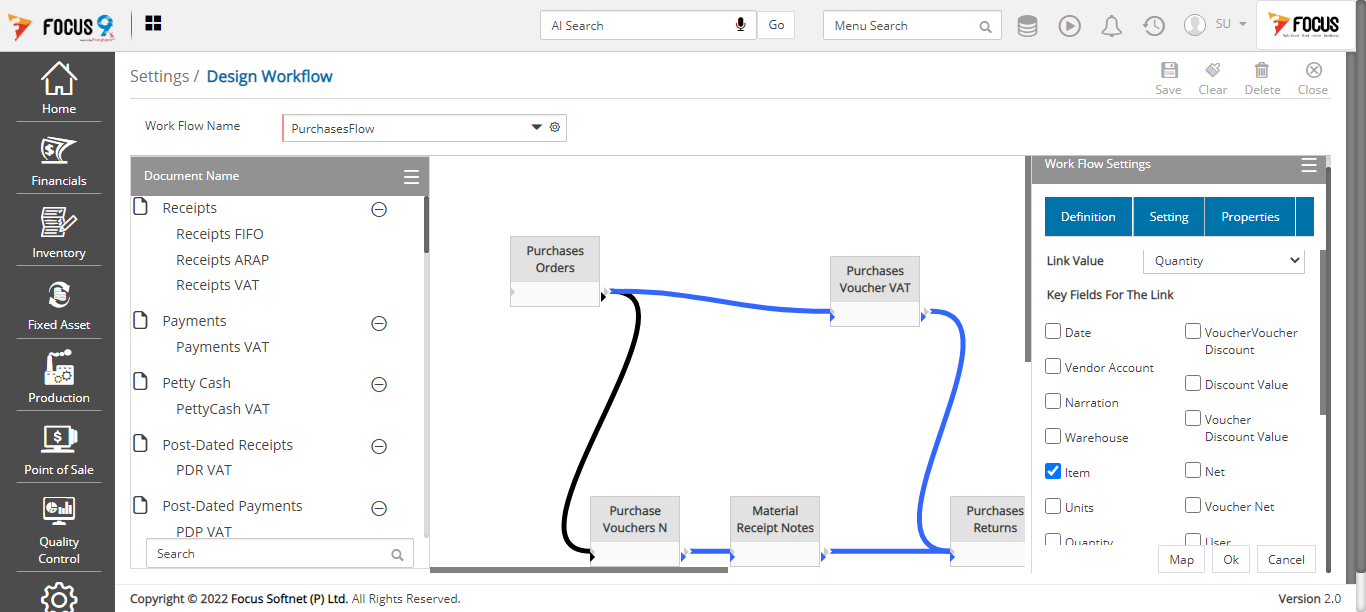 FOCUS 9
AI Search
Go
Menu Search
SU
FOCUS
Settings / Design Workflow
Save
Clear
Delete
Close
Home
Financials
Inventory
Fixed Asset
Production
Point of Sale
Quality
Control
Work Flow Name
PurchasesFlow
Document Name
Receipts
Receipts FIFO
Receipts ARAP
Receipts VAT
Payments
Payments VAT
Petty Cash
PettyCash VAT
Post-Dated Receipts
PDR VAT
Post-Dated Payments
PDP VAT
Search
Purchases
Orders
Purchases
Voucher VAT
Purchase
Vouchers N
Material
Receipt Notes
Purchases
Returns
Work Flow Settings
Definition
Setting
Properties
Link Value
Quantity
Key Fields For The Link
Date
Vendor Account
Narration
Warehouse
Item
Units
Quantity
VoucherVoucher
Discount
Discount Value
Voucher
Discount Value
Net
Voucher Net
User
Map
Ok
Cancel
Copyright © 2022 Focus Softnet (P) Ltd. All Rights Reserved.
Version 2.0